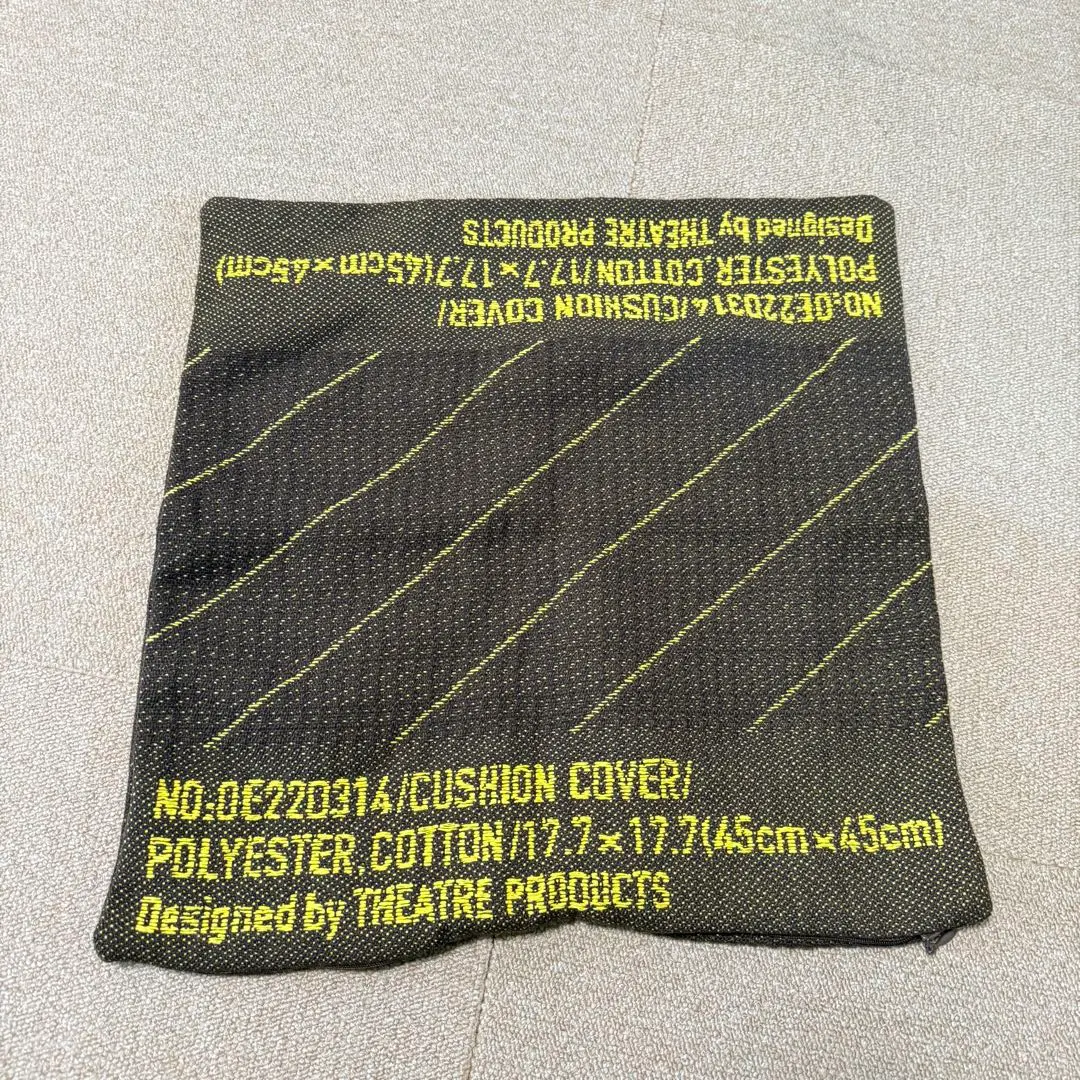 Designed by THEATRE PRODUCTS
POLYESTER.COTTON/17.7×17.7(45cm×45cm)
NO:OE220314/CUSHION COVER/
NO:OE220314/CUSHION COVER/
POLYESTER.COTTON/17.7×17.7(45cm×45cm)
Designed by THEATRE PRODUCTS